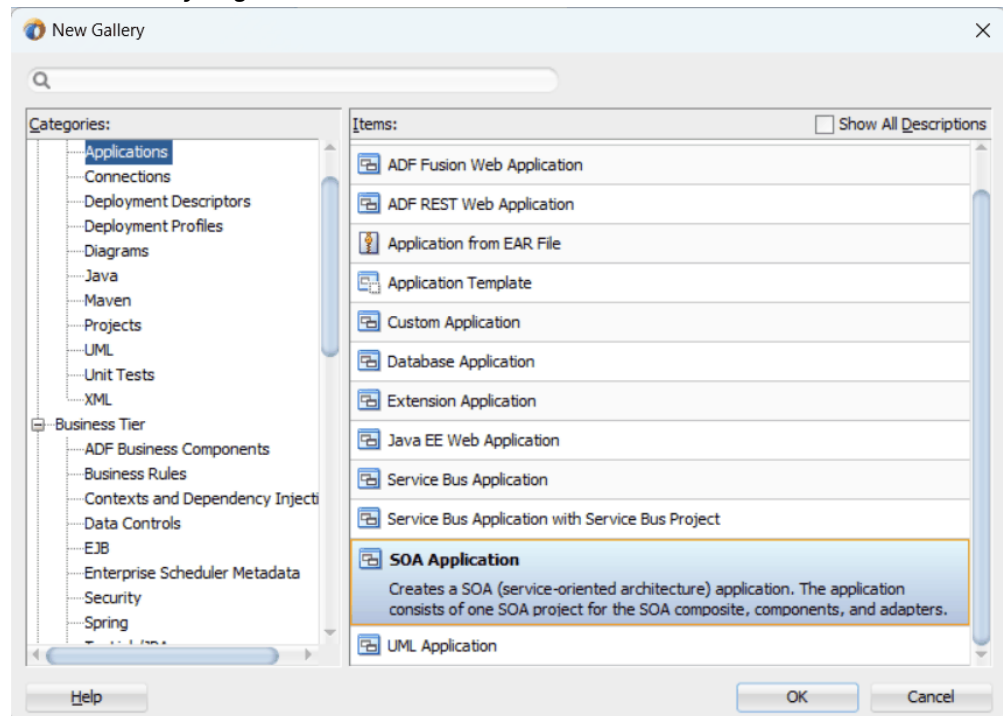 New Gallery
Categories:
Items:
Show All Descriptions
Applications
Connections
Deployment Descriptors
Deployment Profiles
Diagrams
Java
Maven
Projects
UML
Unit Tests
XML
Business Tier
ADF Business Components
Business Rules
Contexts and Dependency Injecti
Data Controls
EJB
Enterprise Scheduler Metadata
Security
Spring
ADF Fusion Web Application
ADF REST Web Application
Application from EAR File
Application Template
Custom Application
Database Application
Extension Application
Java EE Web Application
Service Bus Application
Service Bus Application with Service Bus Project
SOA Application
Creates a SOA (service-oriented architecture) application. The application
consists of one SOA project for the SOA composite, components, and adapters.
UML Application
Help
OK
Cancel